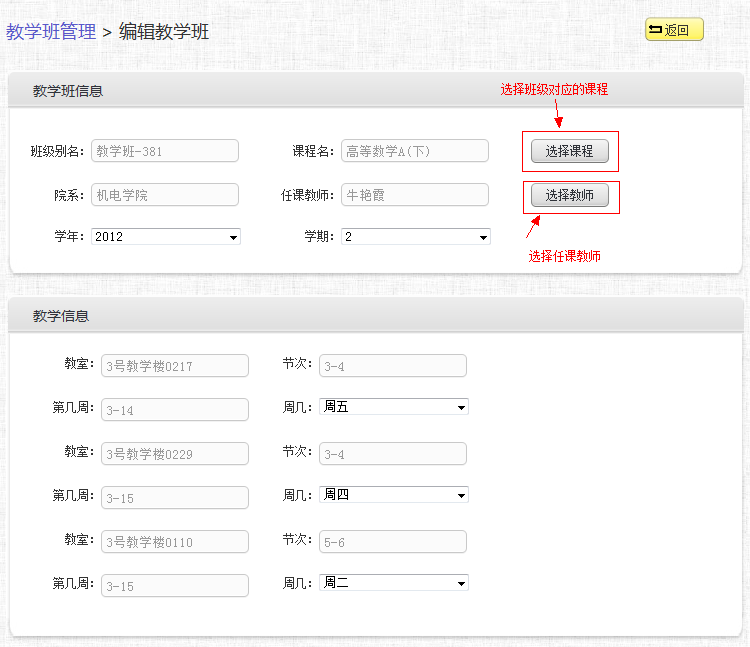 教学班管理 > 编辑教学班 返回
教学班信息
选择班级对应的课程
班级别名: 教学班-381 课程名: 高等数学A(下) 选择课程
院系: 机电学院 任课教师: 牛艳霞 选择教师
学年: 2012 学期: 2
选择任课教师
教学信息
教室: 3号教学楼0217 节次: 3-4
第几周: 3-14 周几: 周五
教室: 3号教学楼0229 节次: 3-4
第几周: 3-15 周几: 周四
教室: 3号教学楼0110 节次: 5-6
第几周: 3-15 周几: 周二